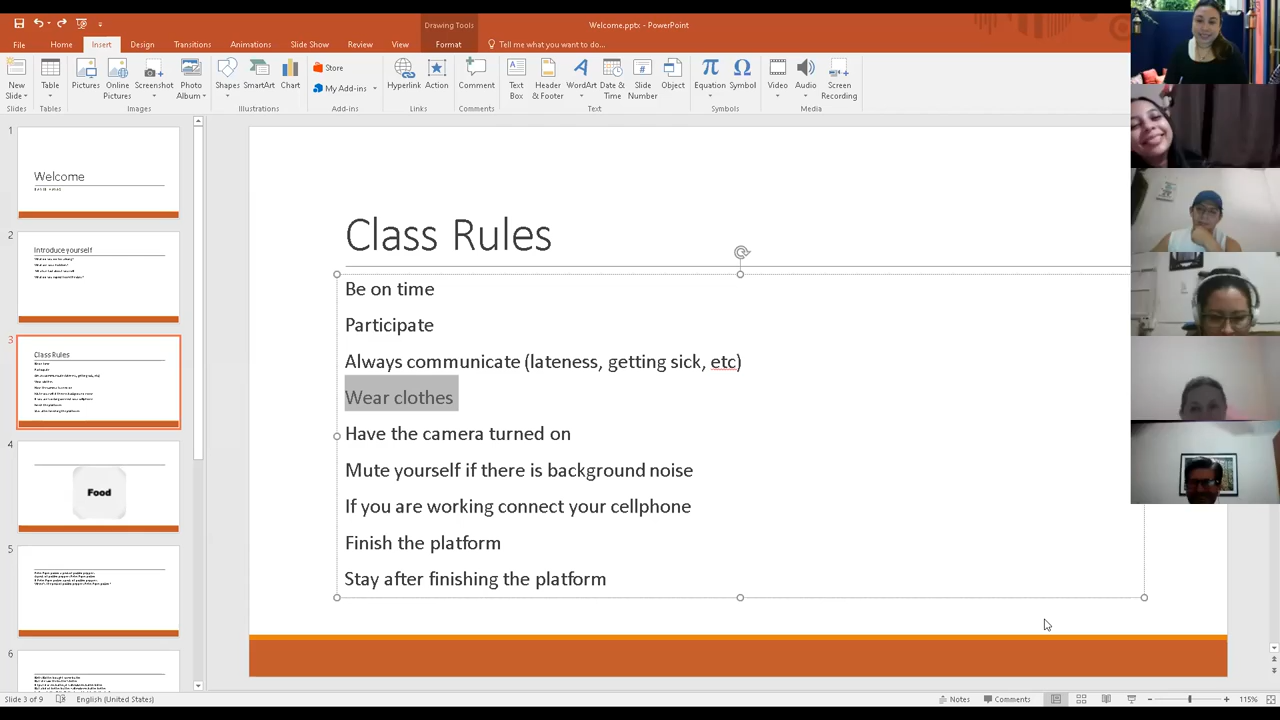 Drawing Tools
Welcome.pptx - PowerPoint
File Home Insert Design Transitions Animations Slide Show Review View Format Tell me what you want to do...
New Slide
Table
Pictures
Online Pictures
Screenshot
Photo Album
Shapes
SmartArt
Chart
Store
My Add-ins
Hyperlink
Action
Comment
Text Box
Header & Footer
WordArt
Date & Time
Slide Number
Object
Equation
Symbol
Video
Audio
Screen Recording
Slides Tables Images Illustrations Add-ins Links Comments Text Symbols Media
1
Welcome
2
Introduce yourself
3
Class Rules
4
Food
5
6
Class Rules
Be on time
Participate
Always communicate (lateness, getting sick, etc)
Wear clothes
Have the camera turned on
Mute yourself if there is background noise
If you are working connect your cellphone
Finish the platform
Stay after finishing the platform
Slide 3 of 9 English (United States) Notes Comments 115%